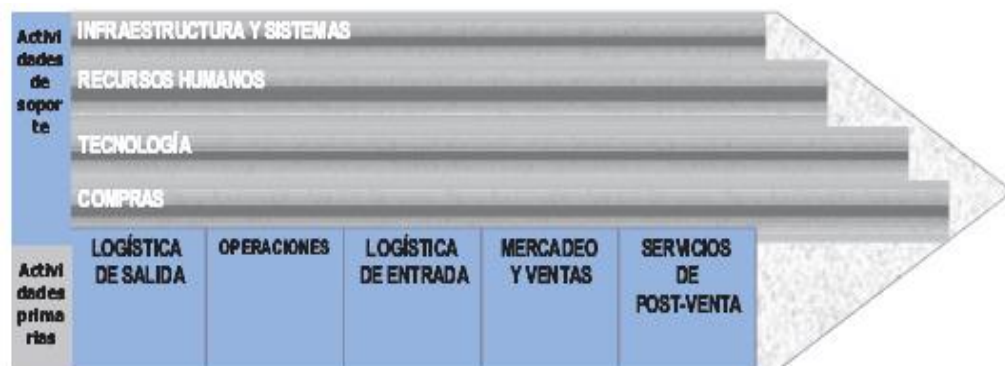 Activi
dades
de
sopor
te
INFRAESTRUCTURA Y SISTEMAS
RECURSOS HUMANOS
TECNOLOGÍA
COMPRAS
Activi
dades
prima
rias
LOGÍSTICA
DE SALIDA
OPERACIONES
LOGÍSTICA
DE ENTRADA
MERCADEO
Y VENTAS
SERVICIOS
DE
POST-VENTA